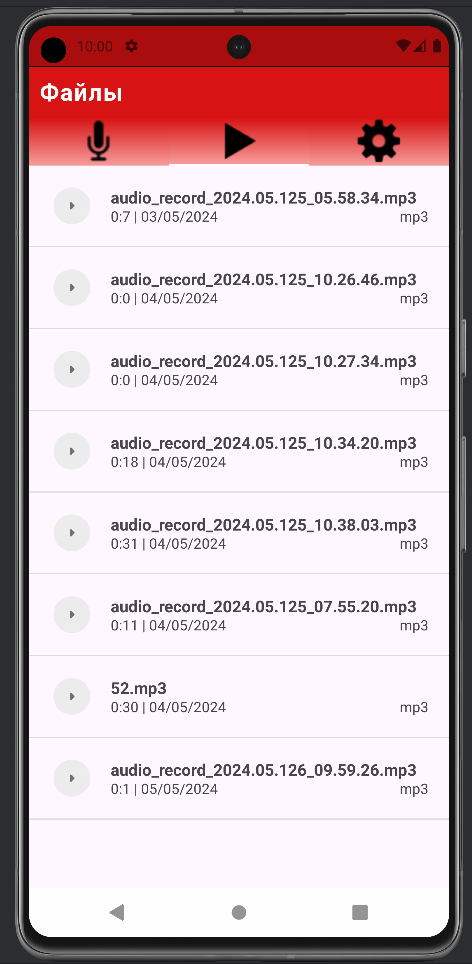 10:00
Файлы
audio_record_2024.05.125_05.58.34.mp3
0:7 | 03/05/2024 mp3
audio_record_2024.05.125_10.26.46.mp3
0:0 | 04/05/2024 mp3
audio_record_2024.05.125_10.27.34.mp3
0:0 | 04/05/2024 mp3
audio_record_2024.05.125_10.34.20.mp3
0:18 | 04/05/2024 mp3
audio_record_2024.05.125_10.38.03.mp3
0:31 | 04/05/2024 mp3
audio_record_2024.05.125_07.55.20.mp3
0:11 | 04/05/2024 mp3
52.mp3
0:30 | 04/05/2024 mp3
audio_record_2024.05.126_09.59.26.mp3
0:1 | 05/05/2024 mp3